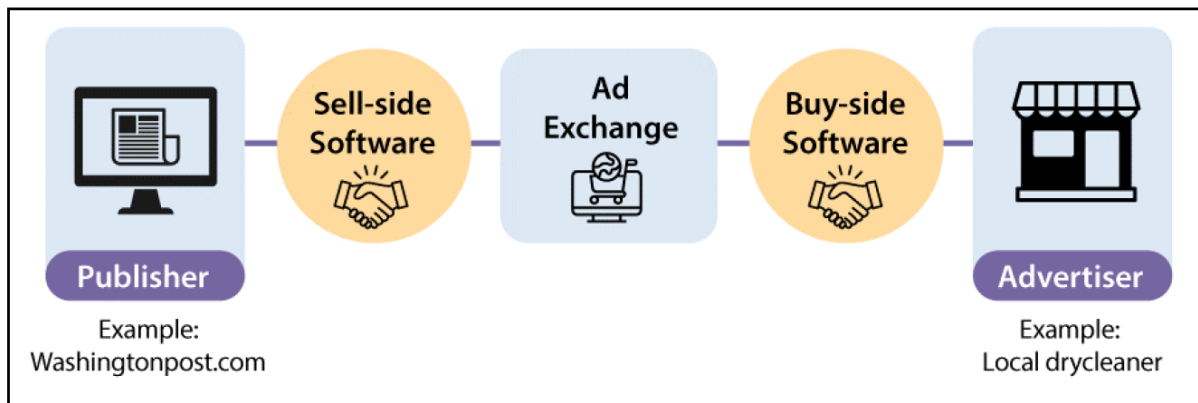 Sell-side
Software
Ad
Exchange
Buy-side
Software
Publisher
Advertiser
Example:
Washingtonpost.com
Example:
Local drycleaner